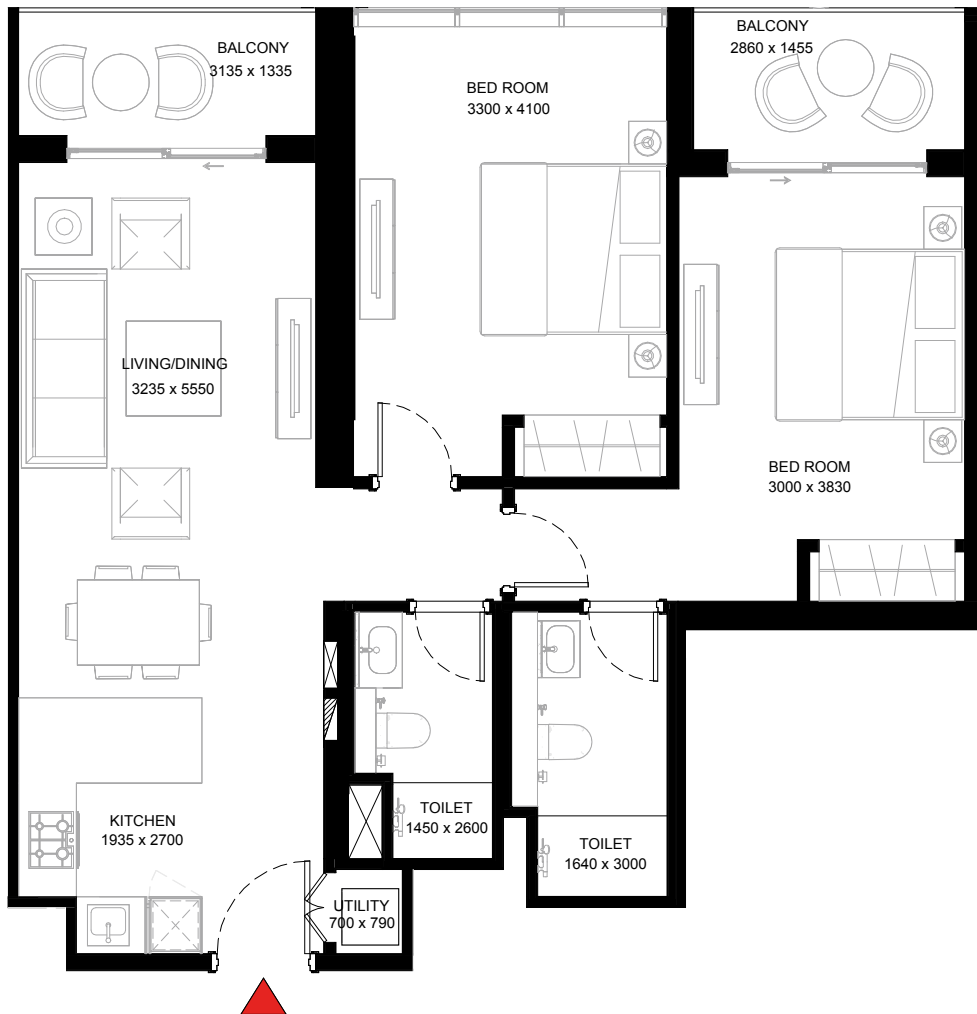 BALCONY
3135 x 1335
BED ROOM
3300 x 4100
BALCONY
2860 x 1455
LIVING/DINING
3235 x 5550
BED ROOM
3000 x 3830
KITCHEN
1935 x 2700
TOILET
1450 x 2600
TOILET
1640 x 3000
UTILITY
700 x 790